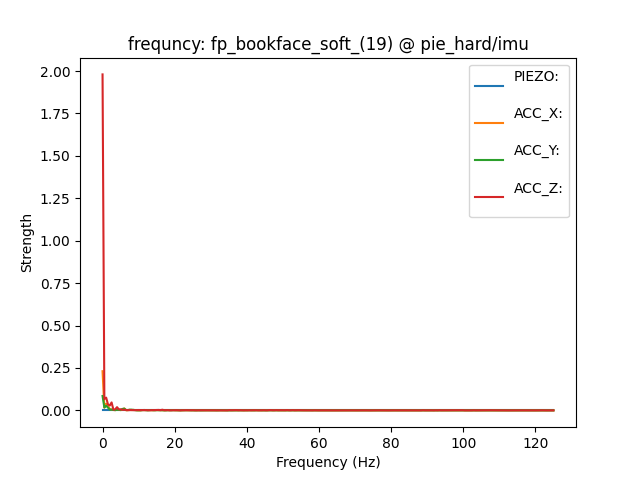 frequncy: fp_bookface_soft_(19) @ pie_hard/imu
2.00
1.75
1.50
1.25
1.00
0.75
0.50
0.25
0.00
Strength
PIEZO:
ACC_X:
ACC_Y:
ACC_Z:
0 20 40 60 80 100 120
Frequency (Hz)